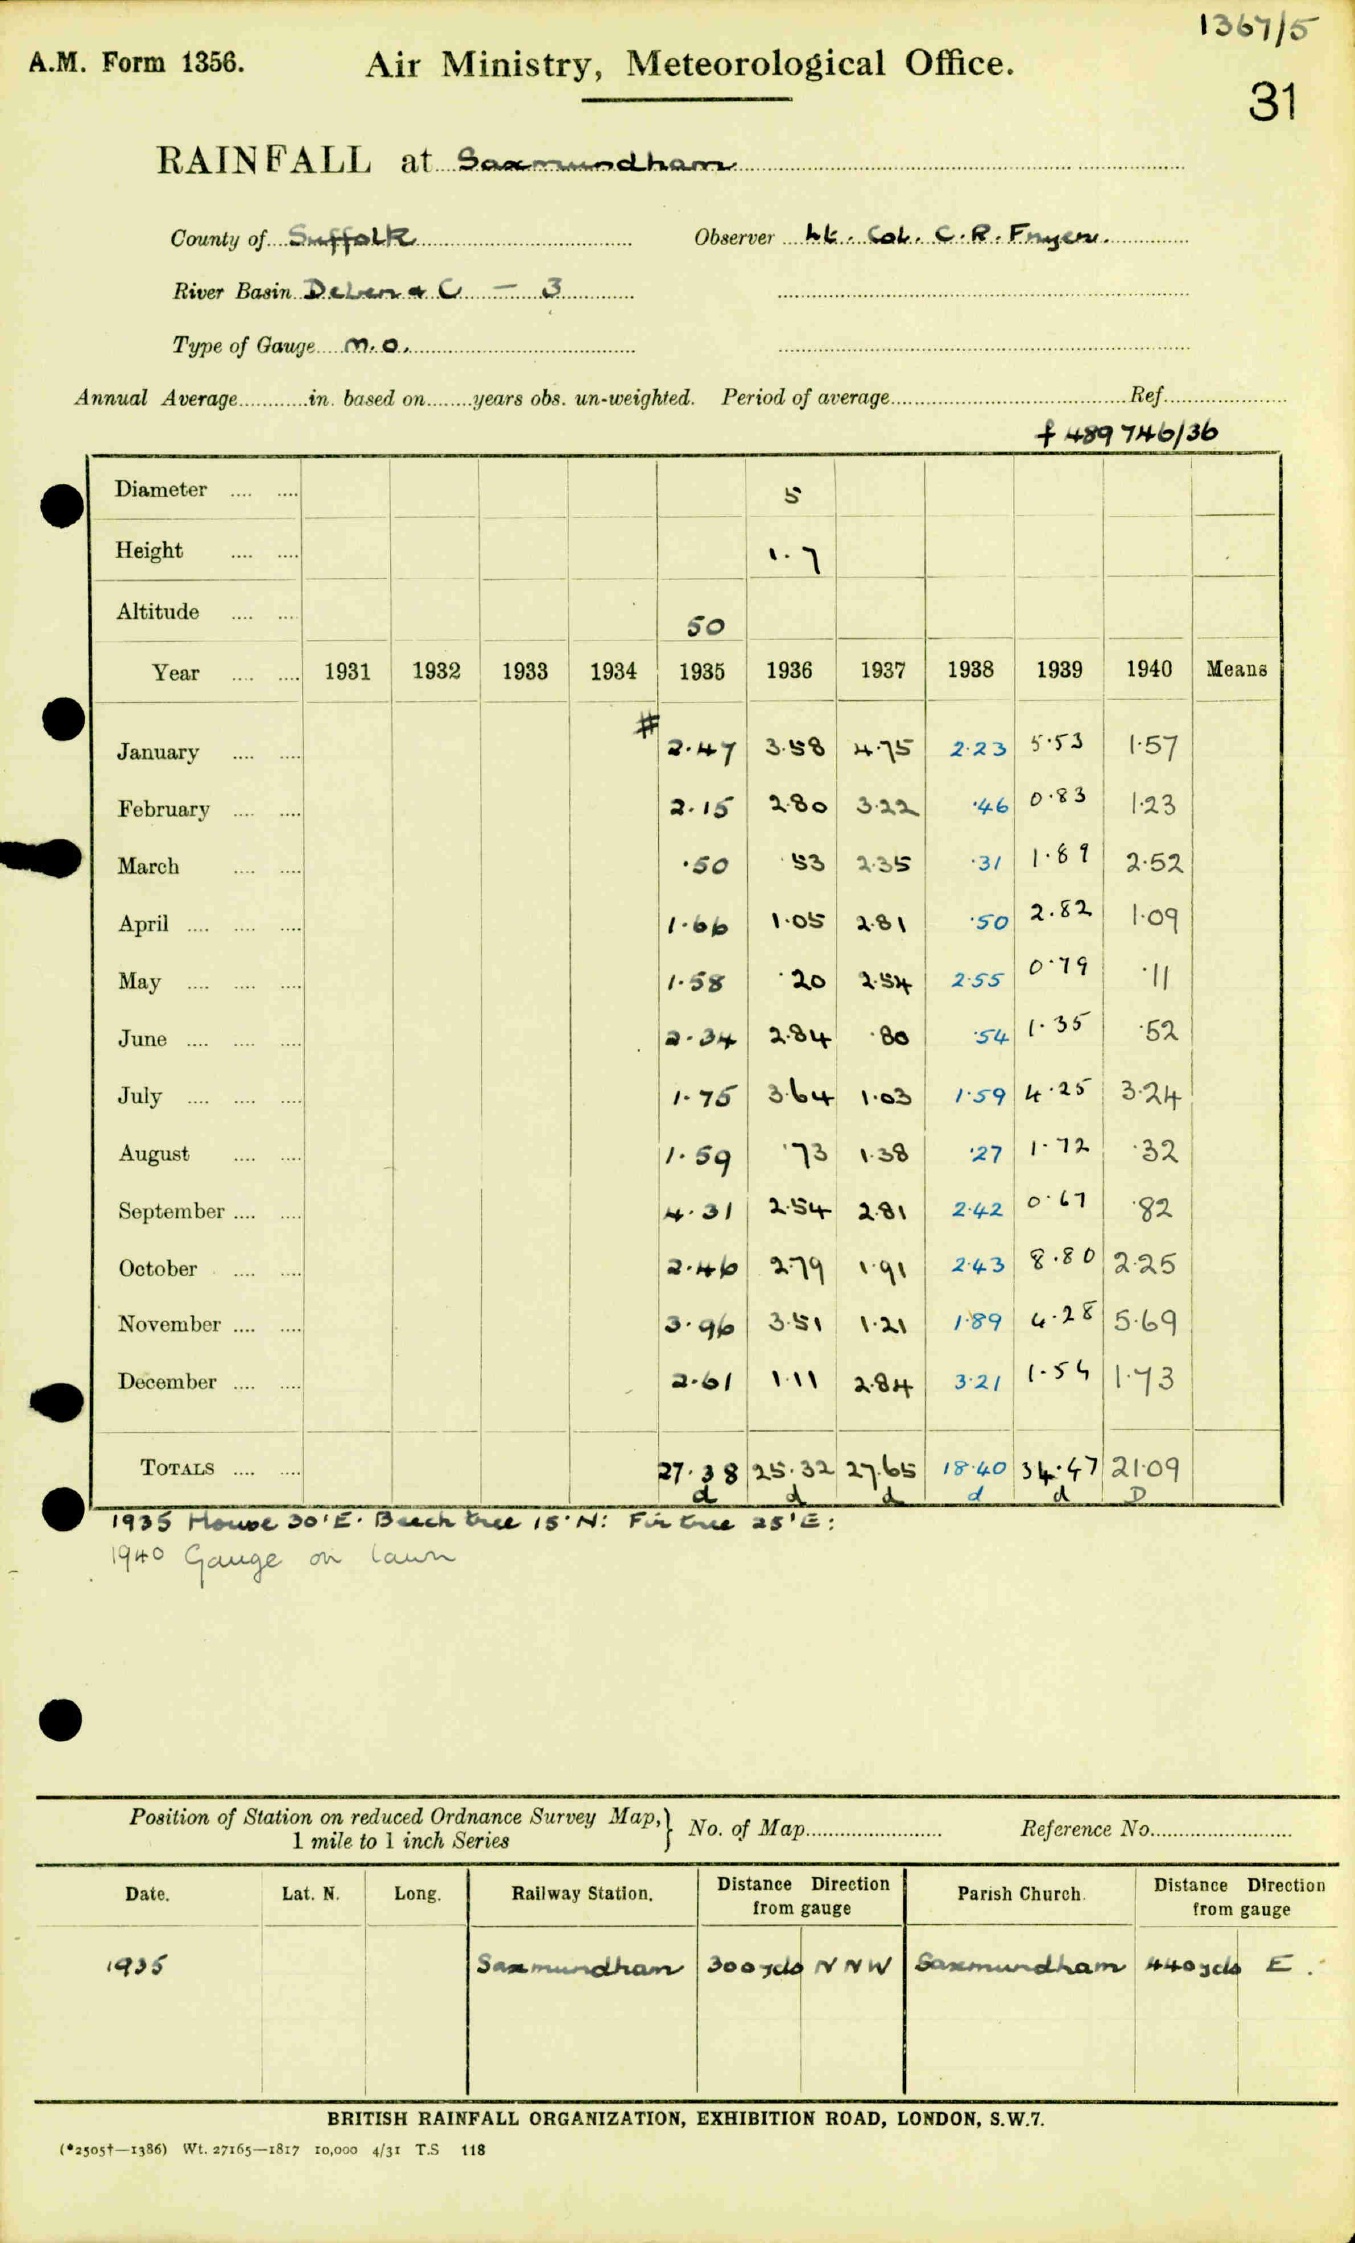 1367/5
A.M. Form 1356. Air Ministry, Meteorological Office.
31
RAINFALL at Saxmundham
County of Suffolk Observer Lt. Col. C. R. Fryer.
River Basin Deben & C — 3
Type of Gauge M.O.
Annual Average in. based on years obs. un-weighted. Period of average Ref.
f 489746/36
Diameter 5
Height 1.7
Altitude 50
Year 1931 1932 1933 1934 1935 1936 1937 1938 1939 1940 Means
#
January 2.47 3.58 4.75 2.23 5.53 1.57
February 2.15 2.80 3.22 .46 0.83 1.23
March .50 .53 2.35 .31 1.89 2.52
April 1.66 1.05 2.81 .50 2.82 1.09
May 1.58 .20 2.54 2.55 0.79 .11
June 2.34 2.84 .80 .54 1.35 .52
July 1.75 3.64 1.03 1.59 4.25 3.24
August 1.59 .73 1.38 .27 1.72 .32
September 4.31 2.54 2.81 2.42 0.67 .82
October 2.46 2.79 1.91 2.43 8.80 2.25
November 3.96 3.51 1.21 1.89 4.28 5.69
December 2.61 1.11 2.84 3.21 1.54 1.73
TOTALS 27.38 25.32 27.65 18.40 34.47 21.09
d d d d d D
1935 House 30'E. Beech tree 15'N: Fir tree 25'E:
1940 Gauge on lawn
Position of Station on reduced Ordnance Survey Map, } No. of Map Reference No.
1 mile to 1 inch Series
Date. Lat. N. Long. Railway Station. Distance Direction from gauge Parish Church. Distance Direction from gauge
1935 Saxmundham 300yds NNW Saxmundham 440yds E.
BRITISH RAINFALL ORGANIZATION, EXHIBITION ROAD, LONDON, S.W.7.
(*2505†—1386) Wt. 27165—1817 10,000 4/31 T.S 118